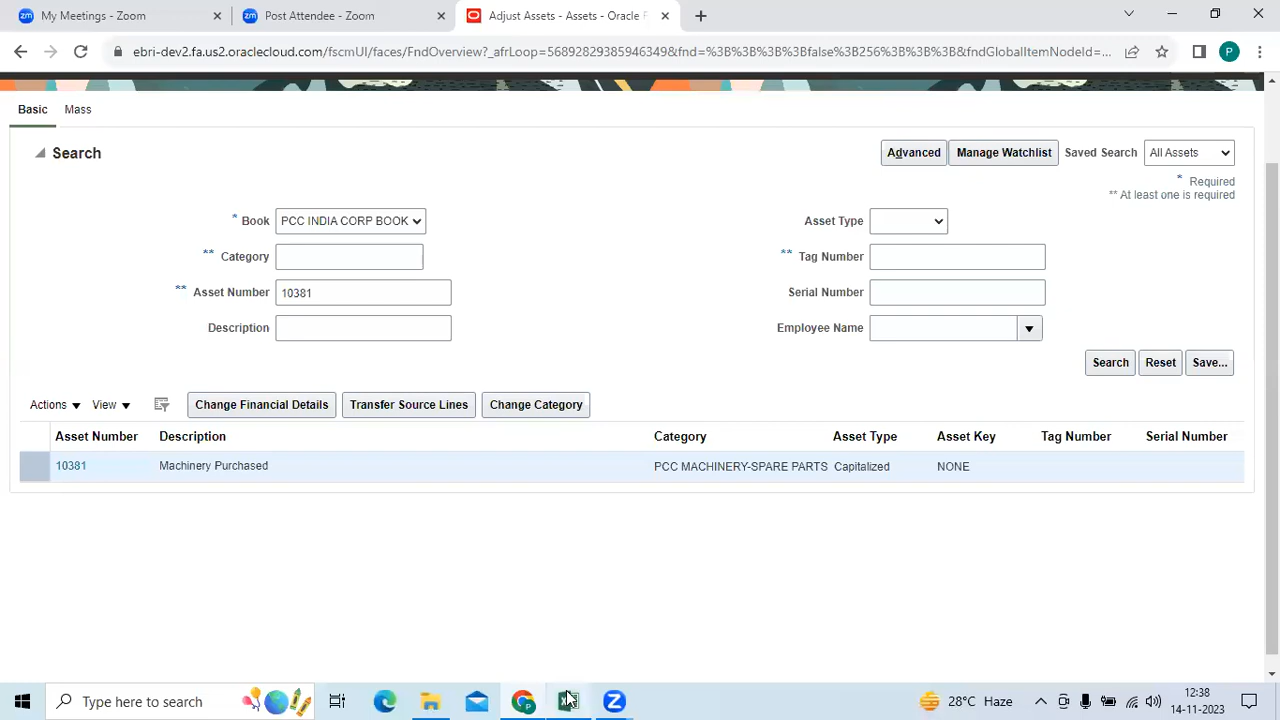 My Meetings - Zoom
Post Attendee - Zoom
Adjust Assets - Assets - Oracle F
ebri-dev2.fa.us2.oraclecloud.com/fscmUI/faces/FndOverview?_afrLoop=56892829385946349&fnd=%3B%3B%3B%3Bfalse%3B256%3B%3B%3B&fndGlobalItemNodeId=...
P
Basic Mass
Search
Advanced Manage Watchlist Saved Search All Assets
* Required
** At least one is required
* Book PCC INDIA CORP BOOK
Asset Type
** Category
** Tag Number
** Asset Number 10381
Serial Number
Description
Employee Name
Search Reset Save...
Actions View Change Financial Details Transfer Source Lines Change Category
Asset Number Description Category Asset Type Asset Key Tag Number Serial Number
10381 Machinery Purchased PCC MACHINERY-SPARE PARTS Capitalized NONE
Type here to search
28°C Haze
12:38
14-11-2023